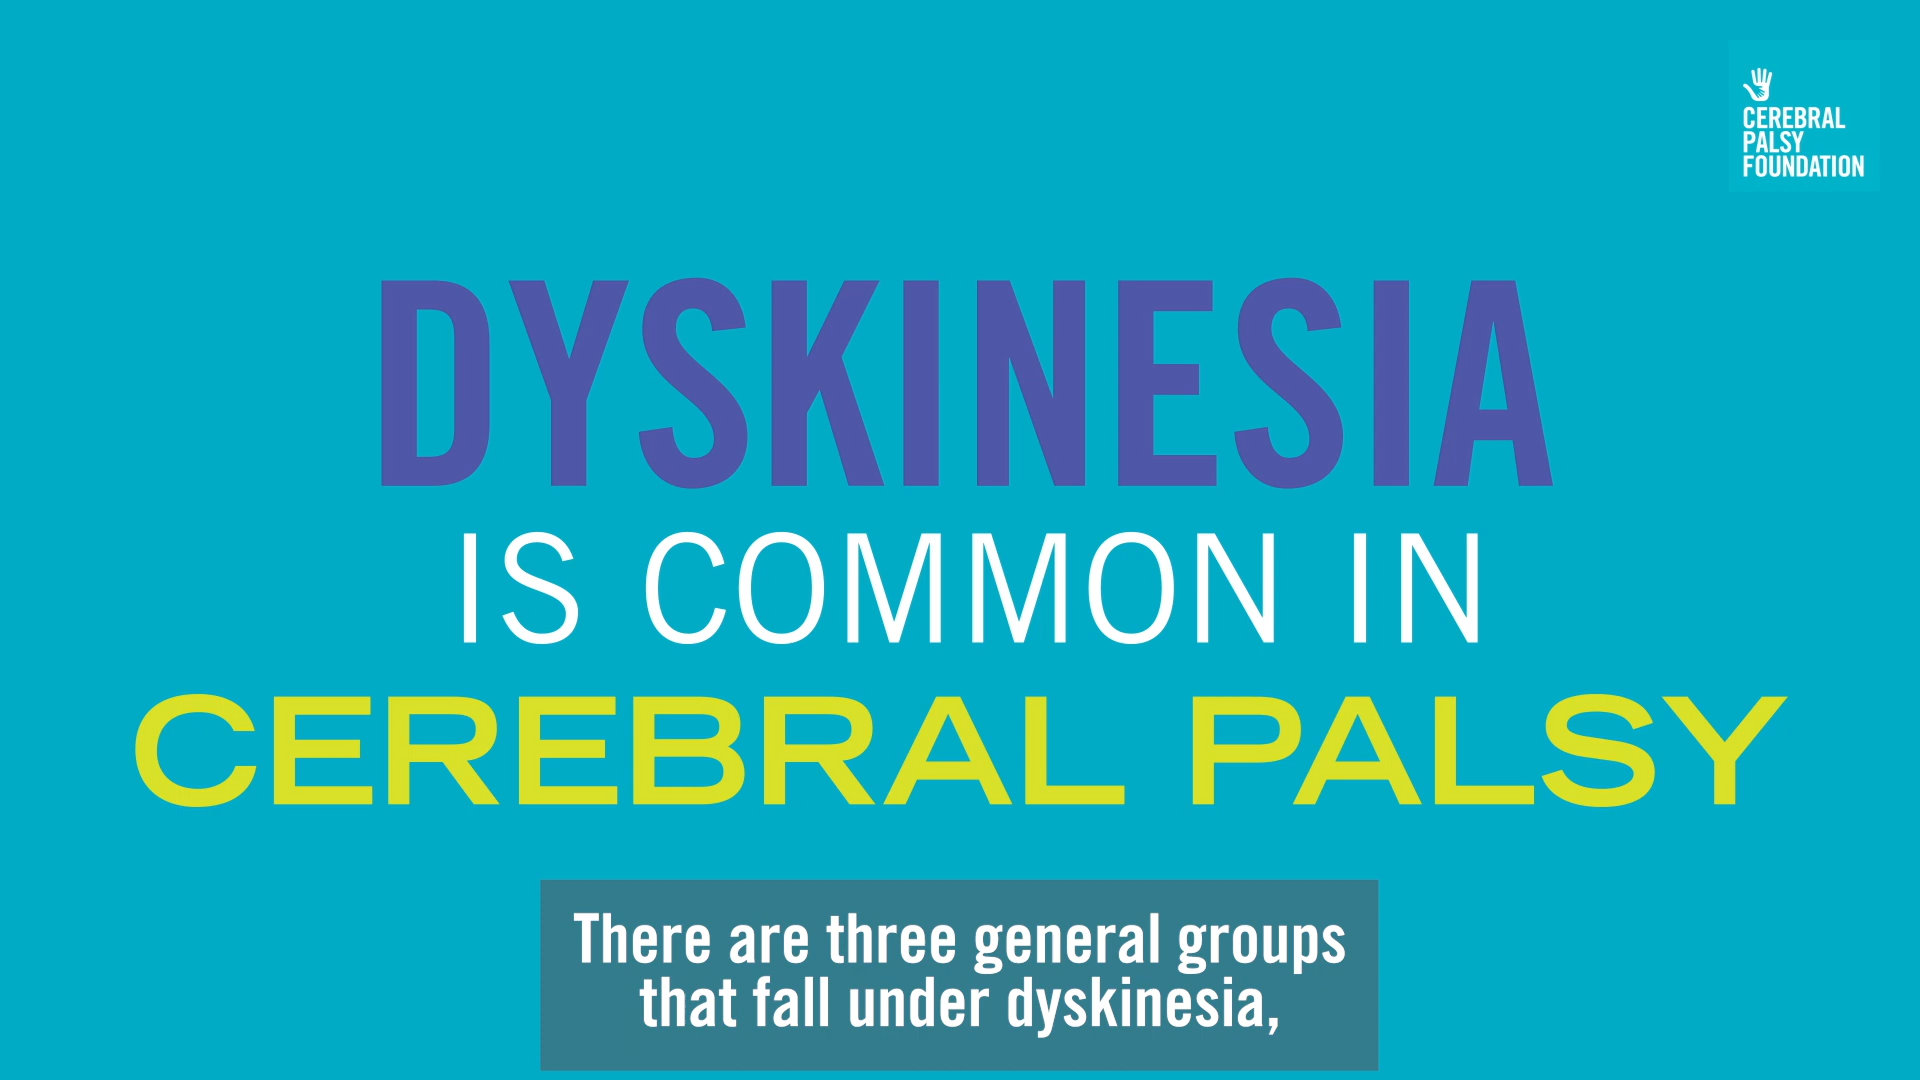 CEREBRAL
PALSY
FOUNDATION
DYSKINESIA
IS COMMON IN
CEREBRAL PALSY
There are three general groups
that fall under dyskinesia,